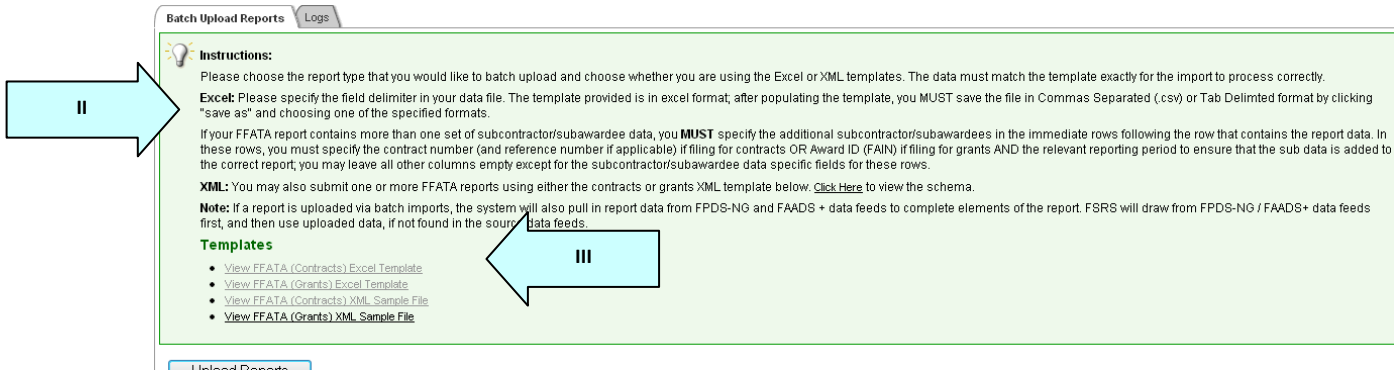 Batch Upload Reports Logs
Instructions:
Please choose the report type that you would like to batch upload and choose whether you are using the Excel or XML templates. The data must match the template exactly for the import to process correctly.
II
Excel: Please specify the field delimiter in your data file. The template provided is in excel format; after populating the template, you MUST save the file in Commas Separated (.csv) or Tab Delimted format by clicking
"save as" and choosing one of the specified formats.
If your FFATA report contains more than one set of subcontractor/subawardee data, you MUST specify the additional subcontractor/subawardees in the immediate rows following the row that contains the report data. In
these rows, you must specify the contract number (and reference number if applicable) if filing for contracts OR Award ID (FAIN) if filing for grants AND the relevant reporting period to ensure that the sub data is added to
the correct report; you may leave all other columns empty except for the subcontractor/subawardee data specific fields for these rows.
XML: You may also submit one or more FFATA reports using either the contracts or grants XML template below. Click Here to view the schema.
Note: If a report is uploaded via batch imports, the system will also pull in report data from FPDS-NG and FAADS + data feeds to complete elements of the report. FSRS will draw from FPDS-NG / FAADS+ data feeds
first, and then use uploaded data, if not found in the source data feeds.
Templates
III
View FFATA (Contracts) Excel Template
View FFATA (Grants) Excel Template
View FFATA (Contracts) XML Sample File
View FFATA (Grants) XML Sample File
Upload Reports